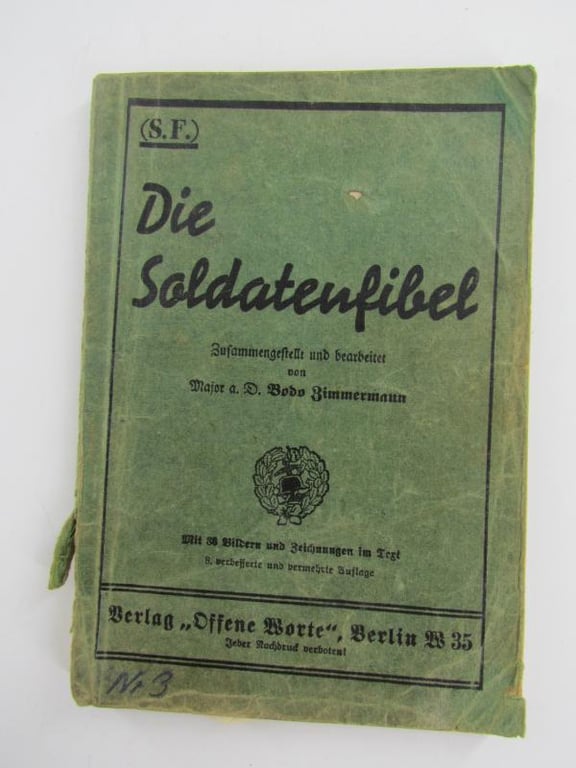 (S.F.)
Die
Soldatenfibel
Zusammengestellt und bearbeitet
von
Major a. D. Bodo Zimmermann
Mit 38 Bildern und Zeichnungen im Text
8. verbesserte und vermehrte Auflage
Verlag „Offene Worte“, Berlin W 35
Jeder Nachdruck verboten!
Nr 3